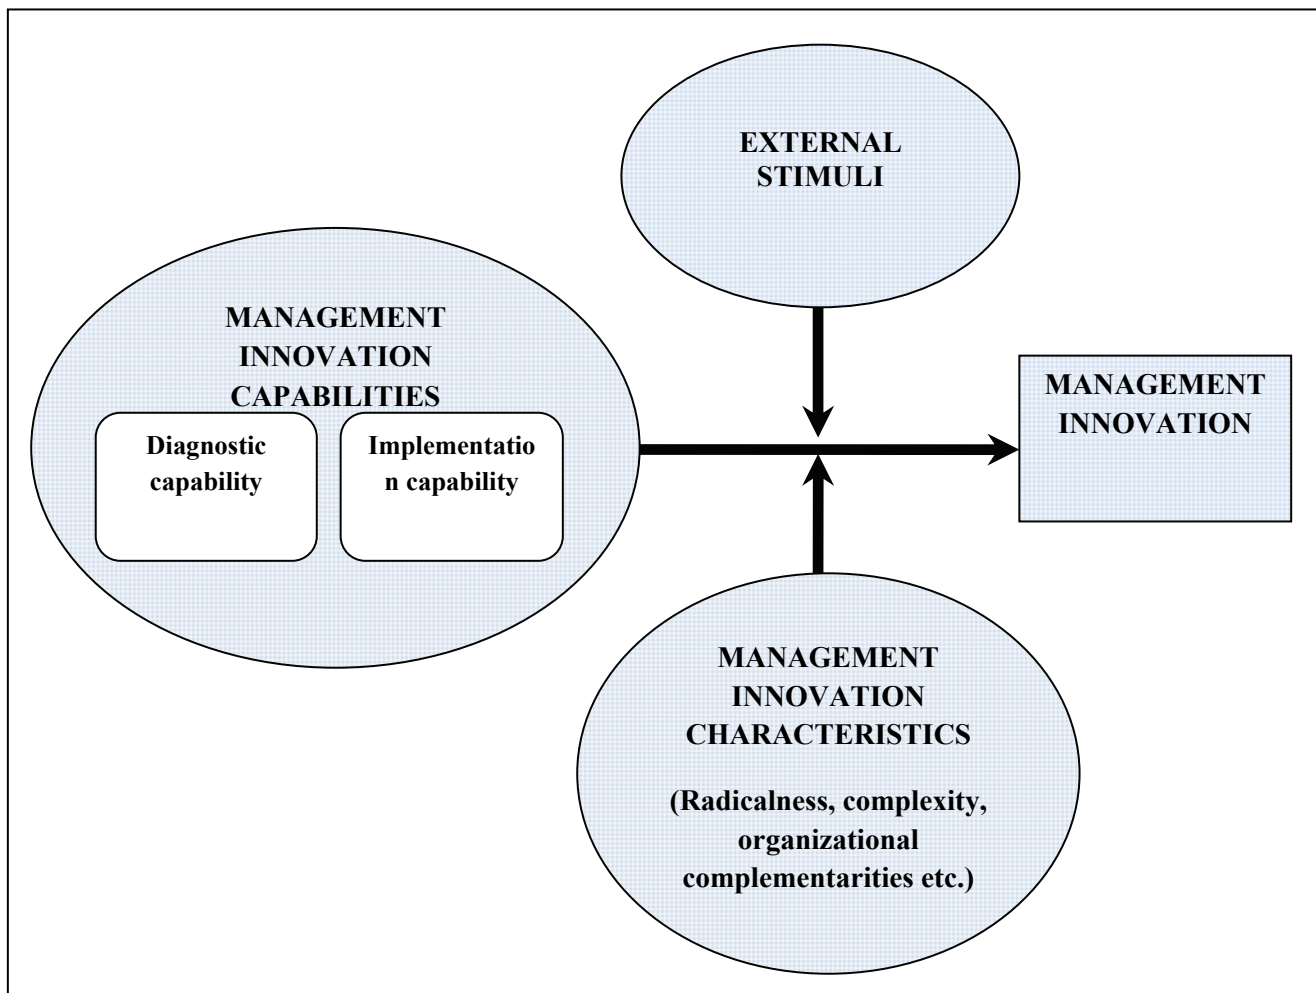 EXTERNAL
STIMULI
MANAGEMENT
INNOVATION
CAPABILITIES
Diagnostic
capability
Implementatio
n capability
MANAGEMENT
INNOVATION
MANAGEMENT
INNOVATION
CHARACTERISTICS
(Radicalness, complexity,
organizational
complementarities etc.)